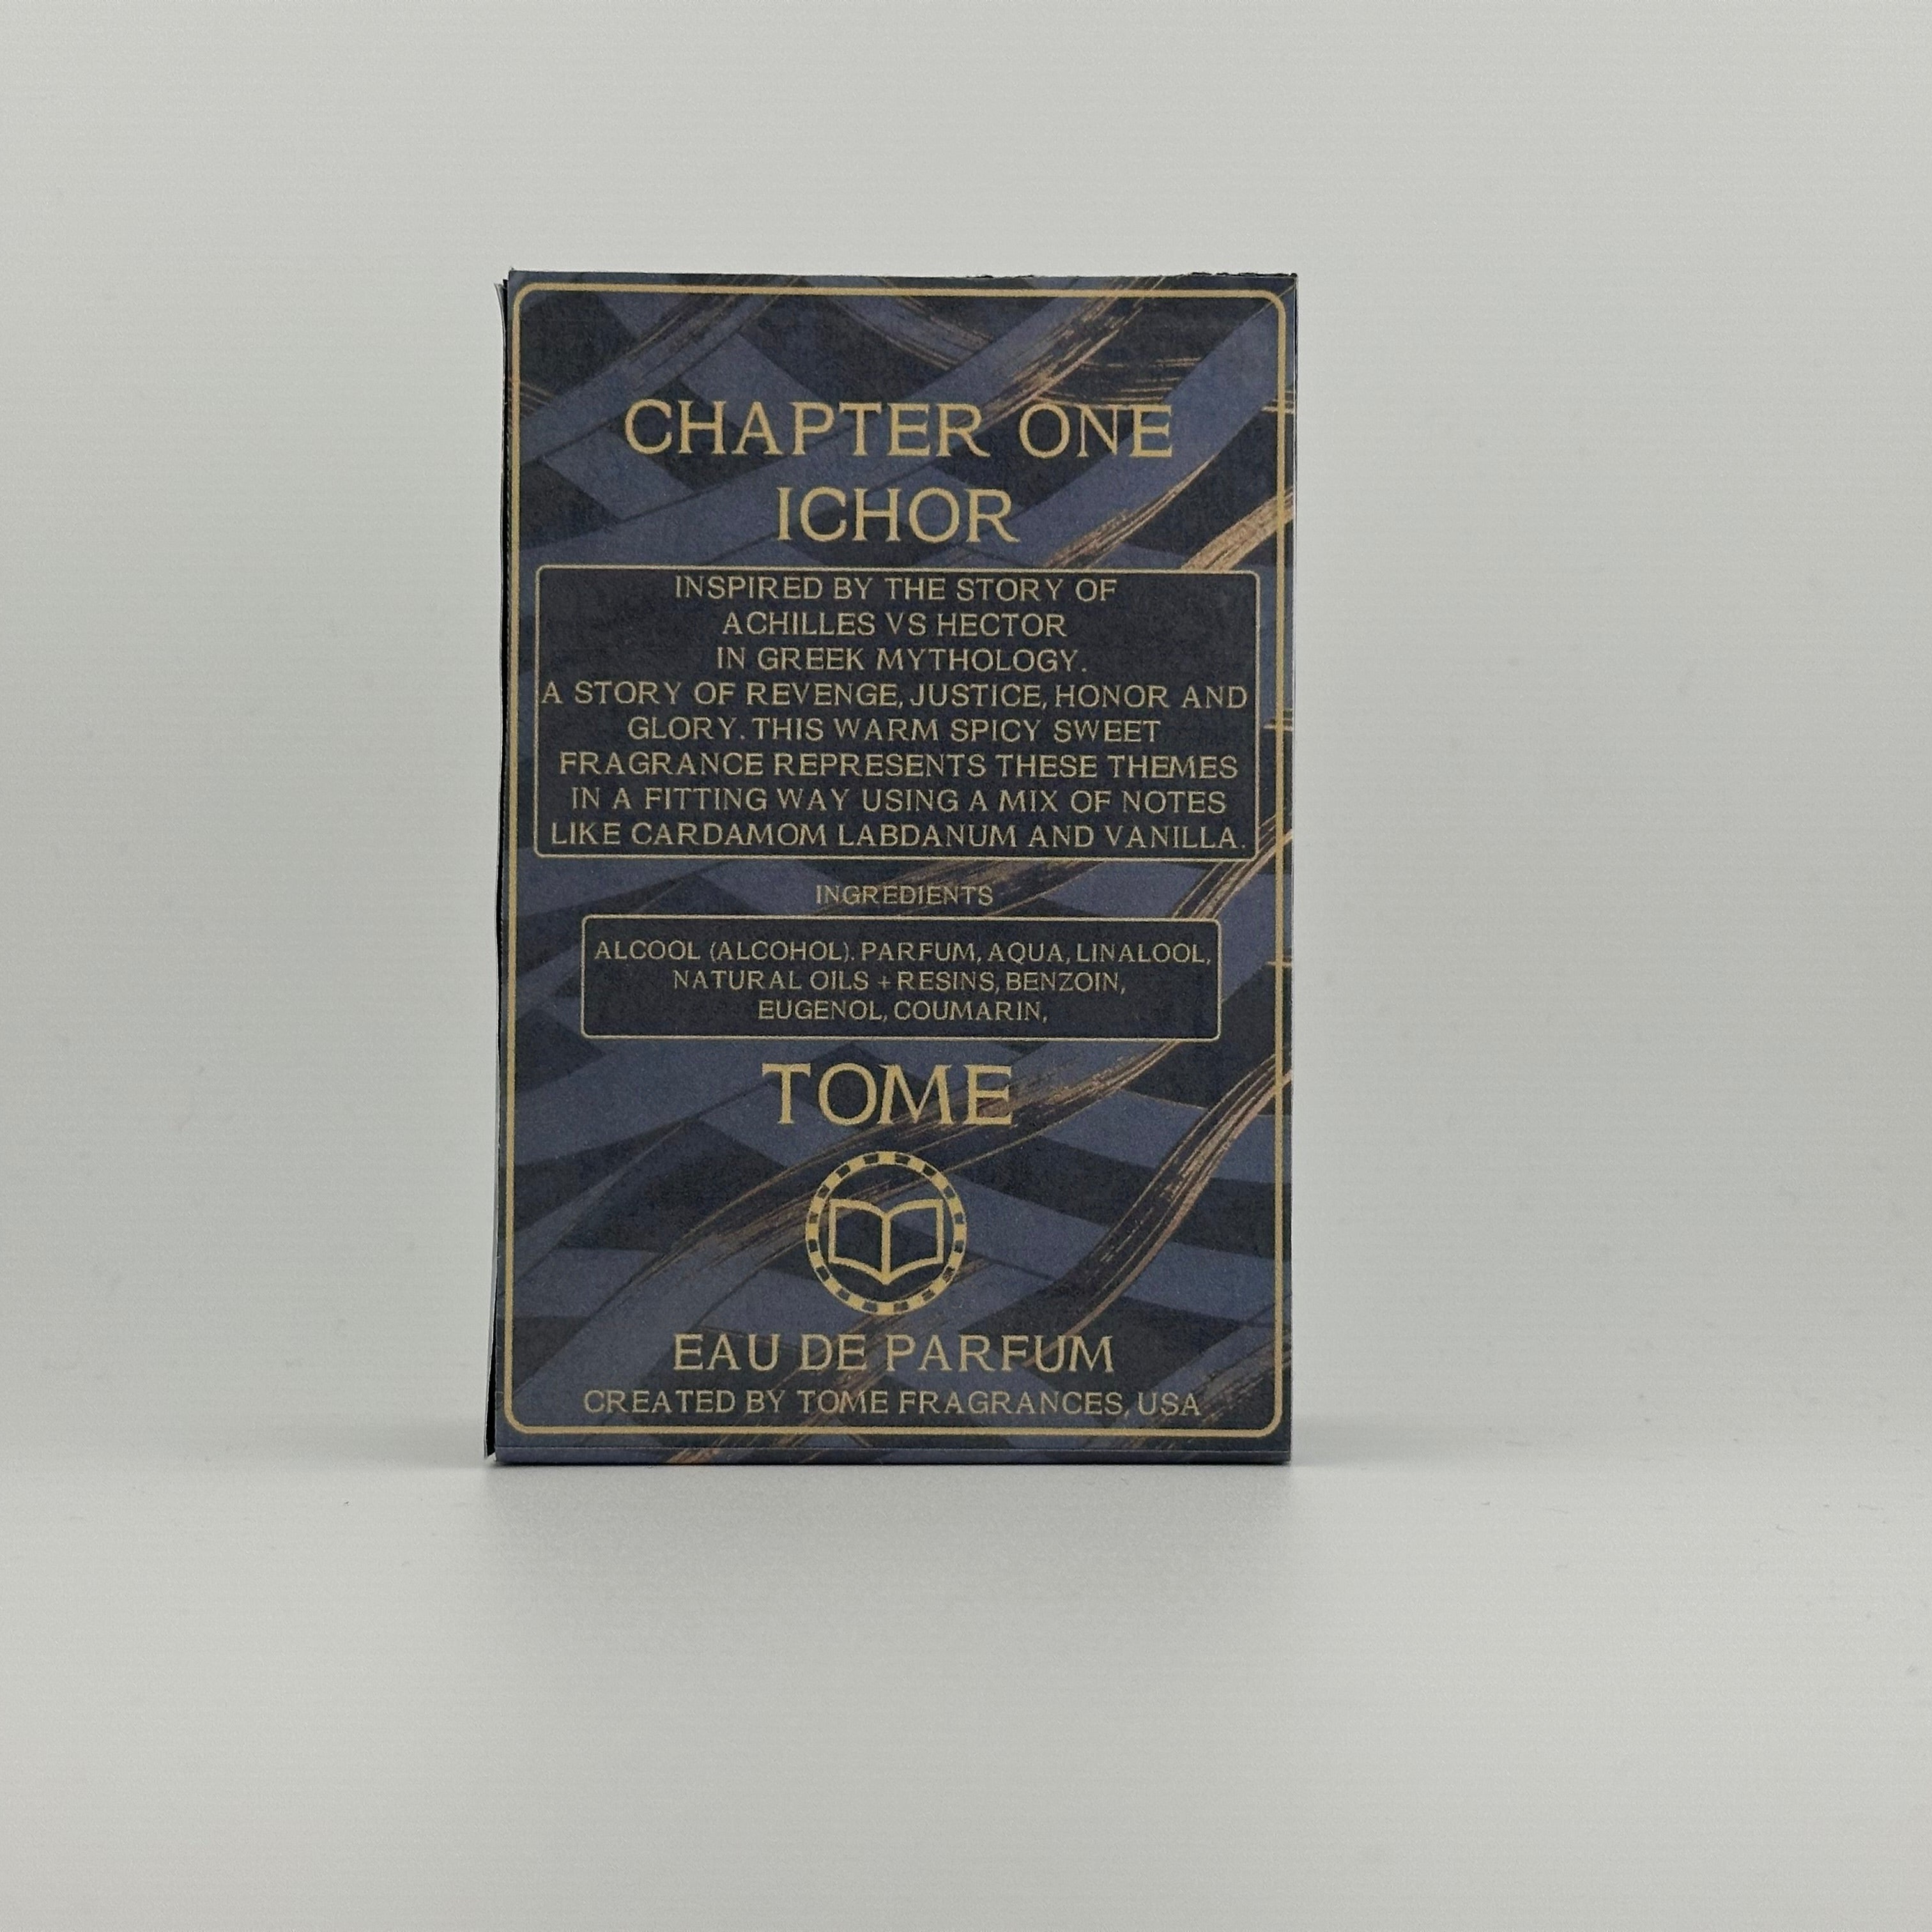 CHAPTER ONE
ICHOR
INSPIRED BY THE STORY OF
ACHILLES VS HECTOR
IN GREEK MYTHOLOGY.
A STORY OF REVENGE, JUSTICE, HONOR AND
GLORY. THIS WARM SPICY SWEET
FRAGRANCE REPRESENTS THESE THEMES
IN A FITTING WAY USING A MIX OF NOTES
LIKE CARDAMOM LABDANUM AND VANILLA.
INGREDIENTS
ALCOOL (ALCOHOL). PARFUM, AQUA, LINALOOL,
NATURAL OILS + RESINS, BENZOIN,
EUGENOL, COUMARIN,
TOME
EAU DE PARFUM
CREATED BY TOME FRAGRANCES, USA